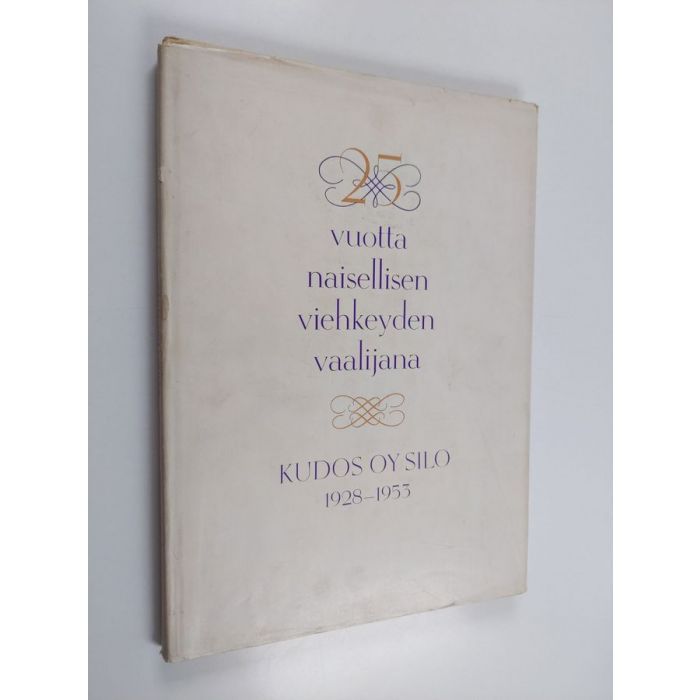 25
vuotta
naisellisen
viehkeyden
vaalijana
KUDOS OY SILO
1928–1953